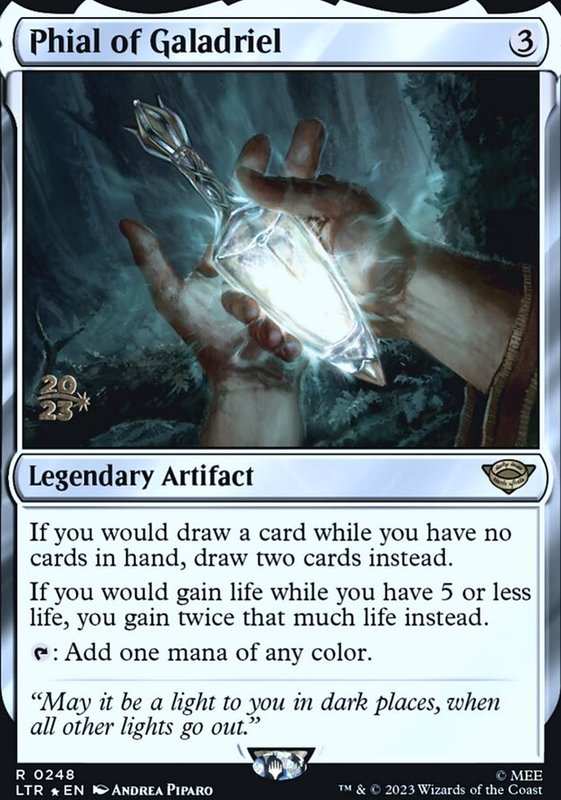 Phial of Galadriel 3
20
23
Legendary Artifact
If you would draw a card while you have no
cards in hand, draw two cards instead.
If you would gain life while you have 5 or less
life, you gain twice that much life instead.
: Add one mana of any color.
“May it be a light to you in dark places, when
all other lights go out.”
R 0248
LTR ★ EN Andrea Piparo
© MEE
™ & © 2023 Wizards of the Coast